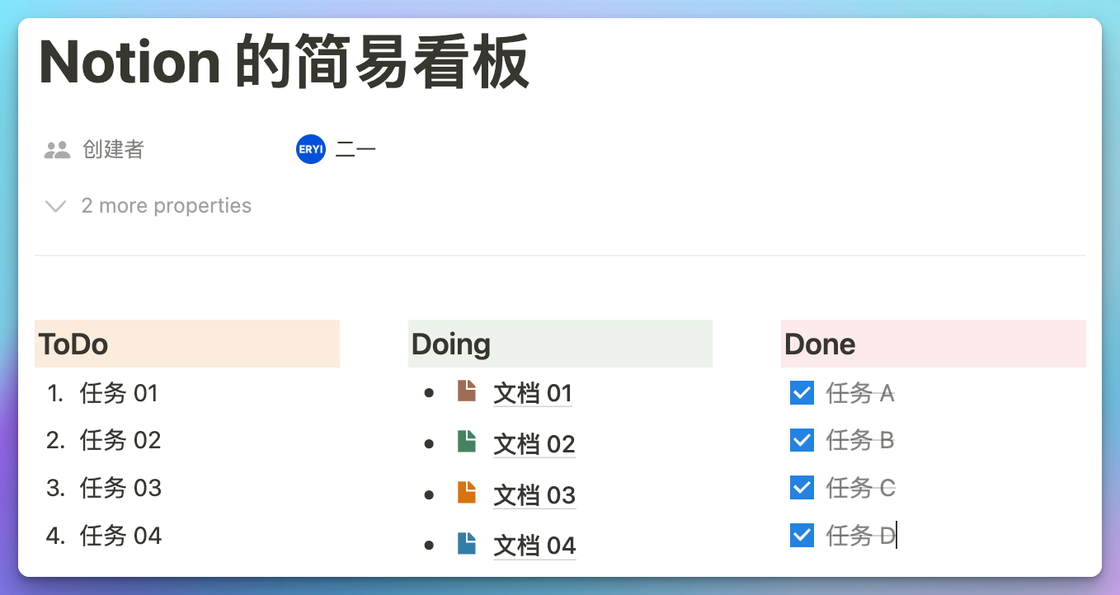 Notion 的简易看板
创建者 ERYI 二一
2 more properties
ToDo
1. 任务 01
2. 任务 02
3. 任务 03
4. 任务 04
Doing
• 文档 01
• 文档 02
• 文档 03
• 文档 04
Done
任务 A
任务 B
任务 C
任务 D